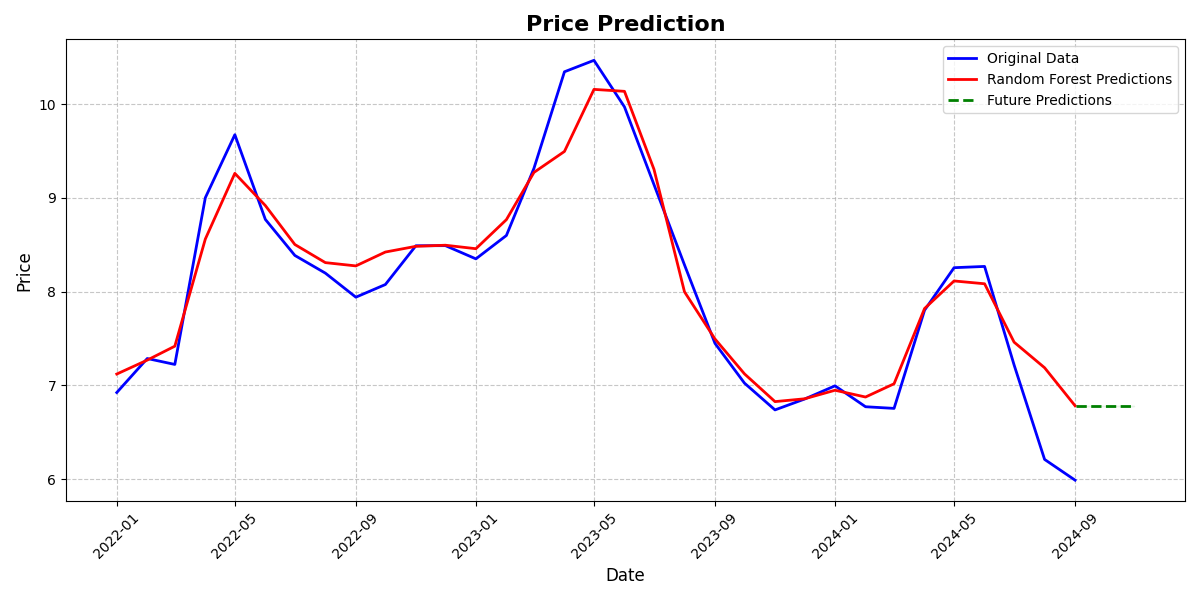 Price Prediction
Original Data
Random Forest Predictions
Future Predictions
Price
10
9
8
7
6
2022-01
2022-05
2022-09
2023-01
2023-05
2023-09
2024-01
2024-05
2024-09
Date